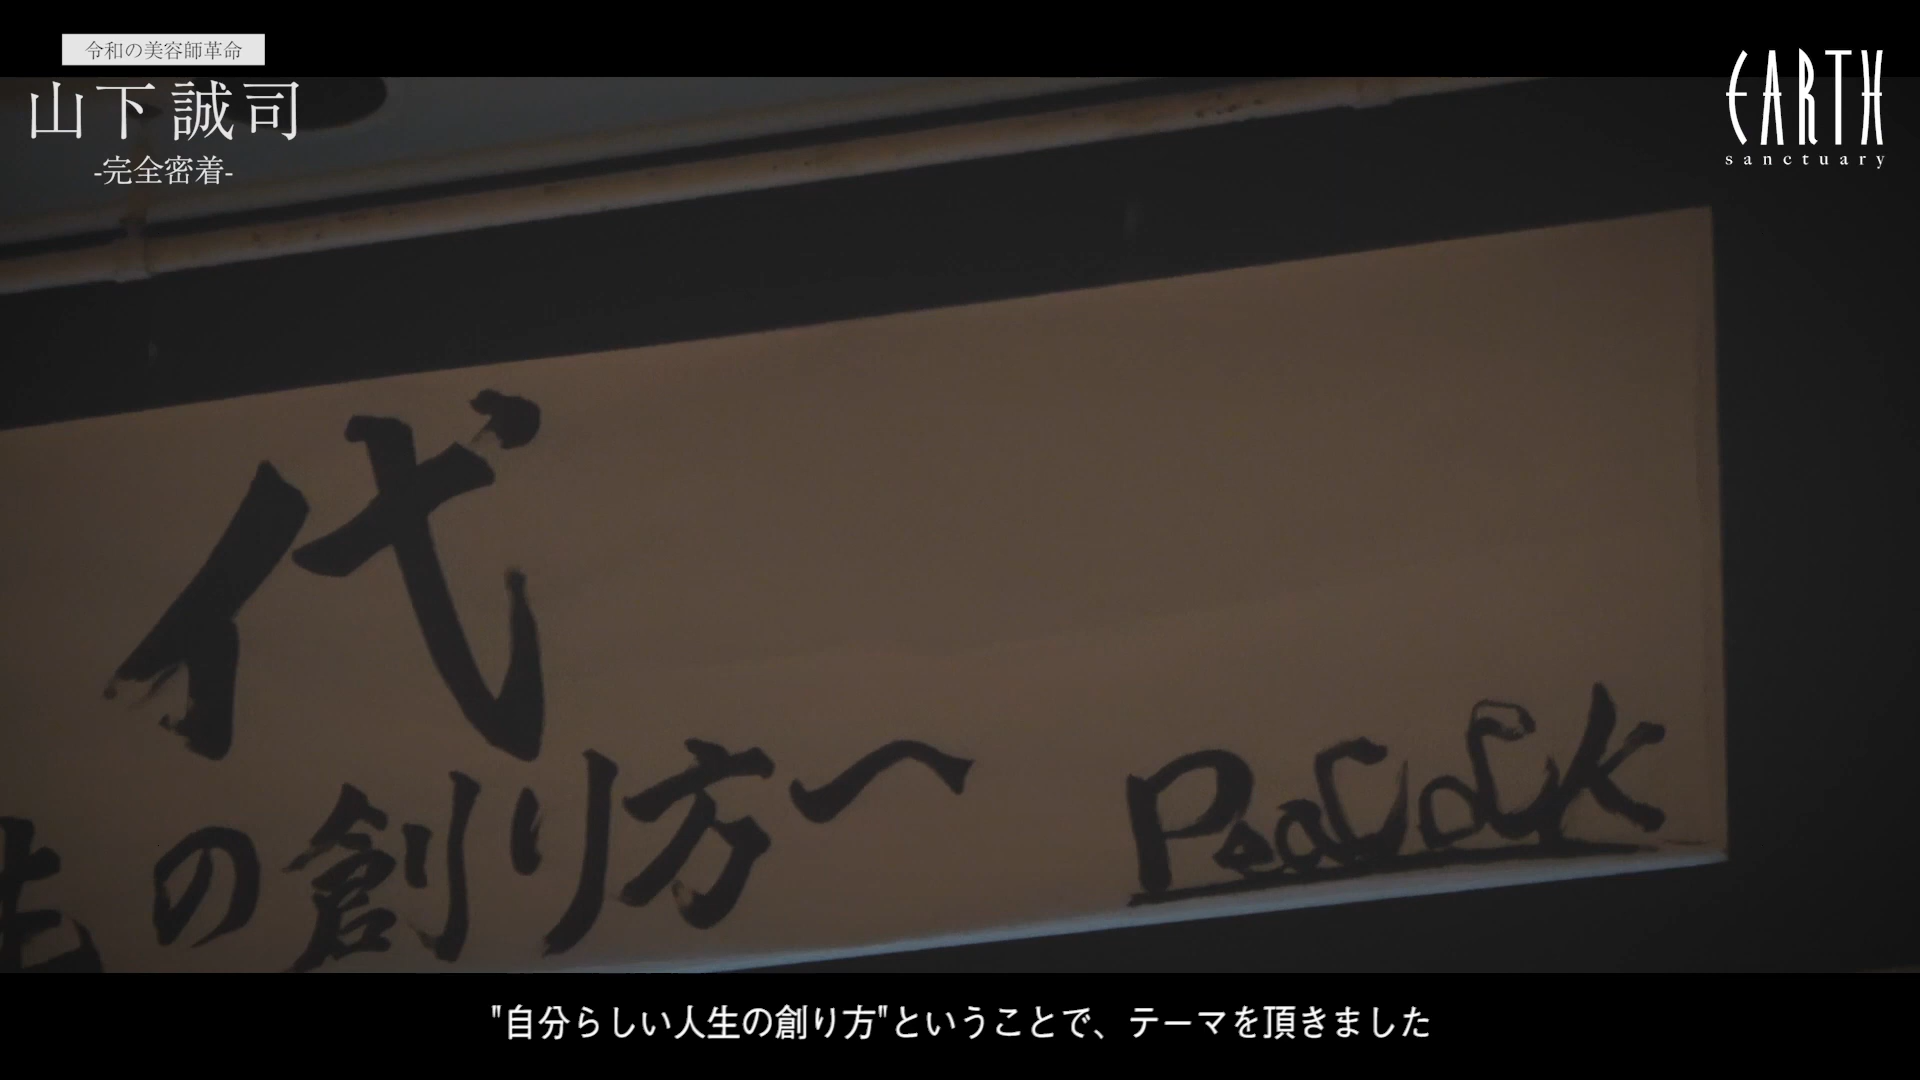 令和の美容師革命
山下誠司
-完全密着-
EARTH
sanctuary
代
の創り方へ
Peacock
"自分らしい人生の創り方"ということで、テーマを頂きました